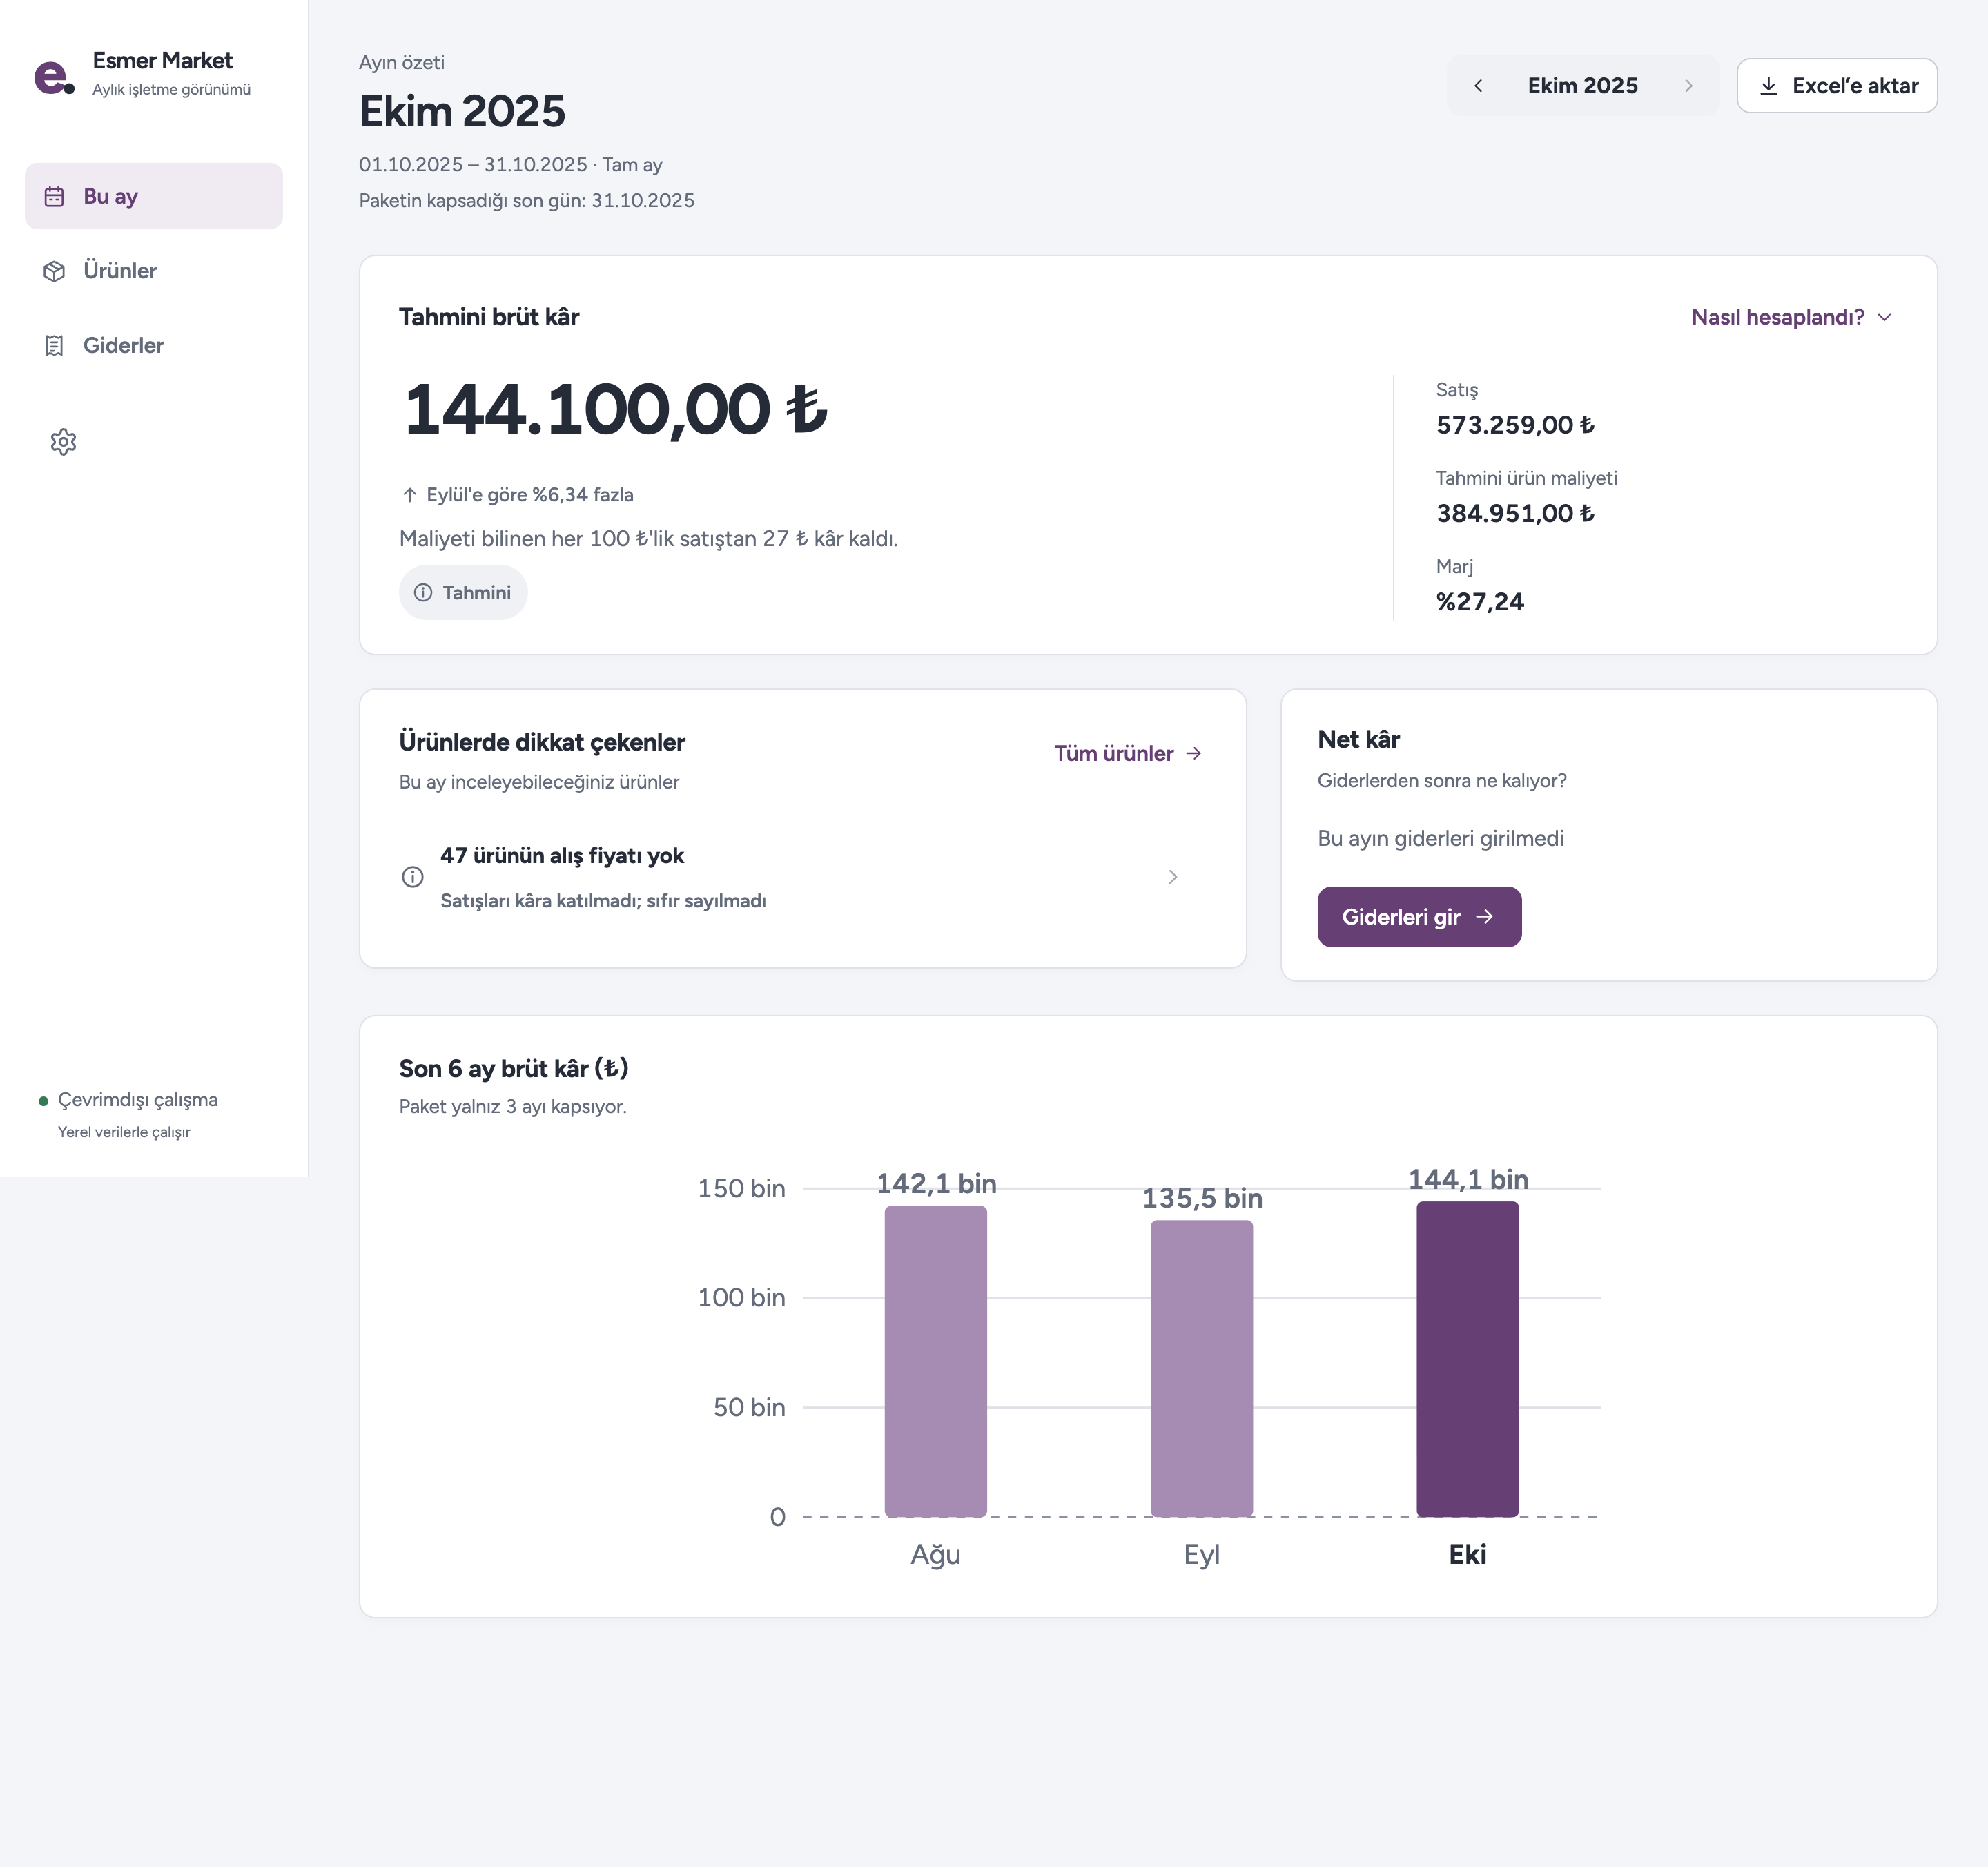 e.
Esmer Market
Aylık işletme görünümü
Bu ay
Ürünler
Giderler
Çevrimdışı çalışma
Yerel verilerle çalışır
Ayın özeti
Ekim 2025
01.10.2025 – 31.10.2025 · Tam ay
Paketin kapsadığı son gün: 31.10.2025
Ekim 2025
Excel’e aktar
Tahmini brüt kâr
Nasıl hesaplandı?
144.100,00 ₺
Eylül'e göre %6,34 fazla
Maliyeti bilinen her 100 ₺'lik satıştan 27 ₺ kâr kaldı.
Tahmini
Satış
573.259,00 ₺
Tahmini ürün maliyeti
384.951,00 ₺
Marj
%27,24
Ürünlerde dikkat çekenler
Bu ay inceleyebileceğiniz ürünler
Tüm ürünler
47 ürünün alış fiyatı yok
Satışları kâra katılmadı; sıfır sayılmadı
Net kâr
Giderlerden sonra ne kalıyor?
Bu ayın giderleri girilmedi
Giderleri gir
Son 6 ay brüt kâr (₺)
Paket yalnız 3 ayı kapsıyor.
150 bin
100 bin
50 bin
0
142,1 bin
135,5 bin
144,1 bin
Ağu
Eyl
Eki